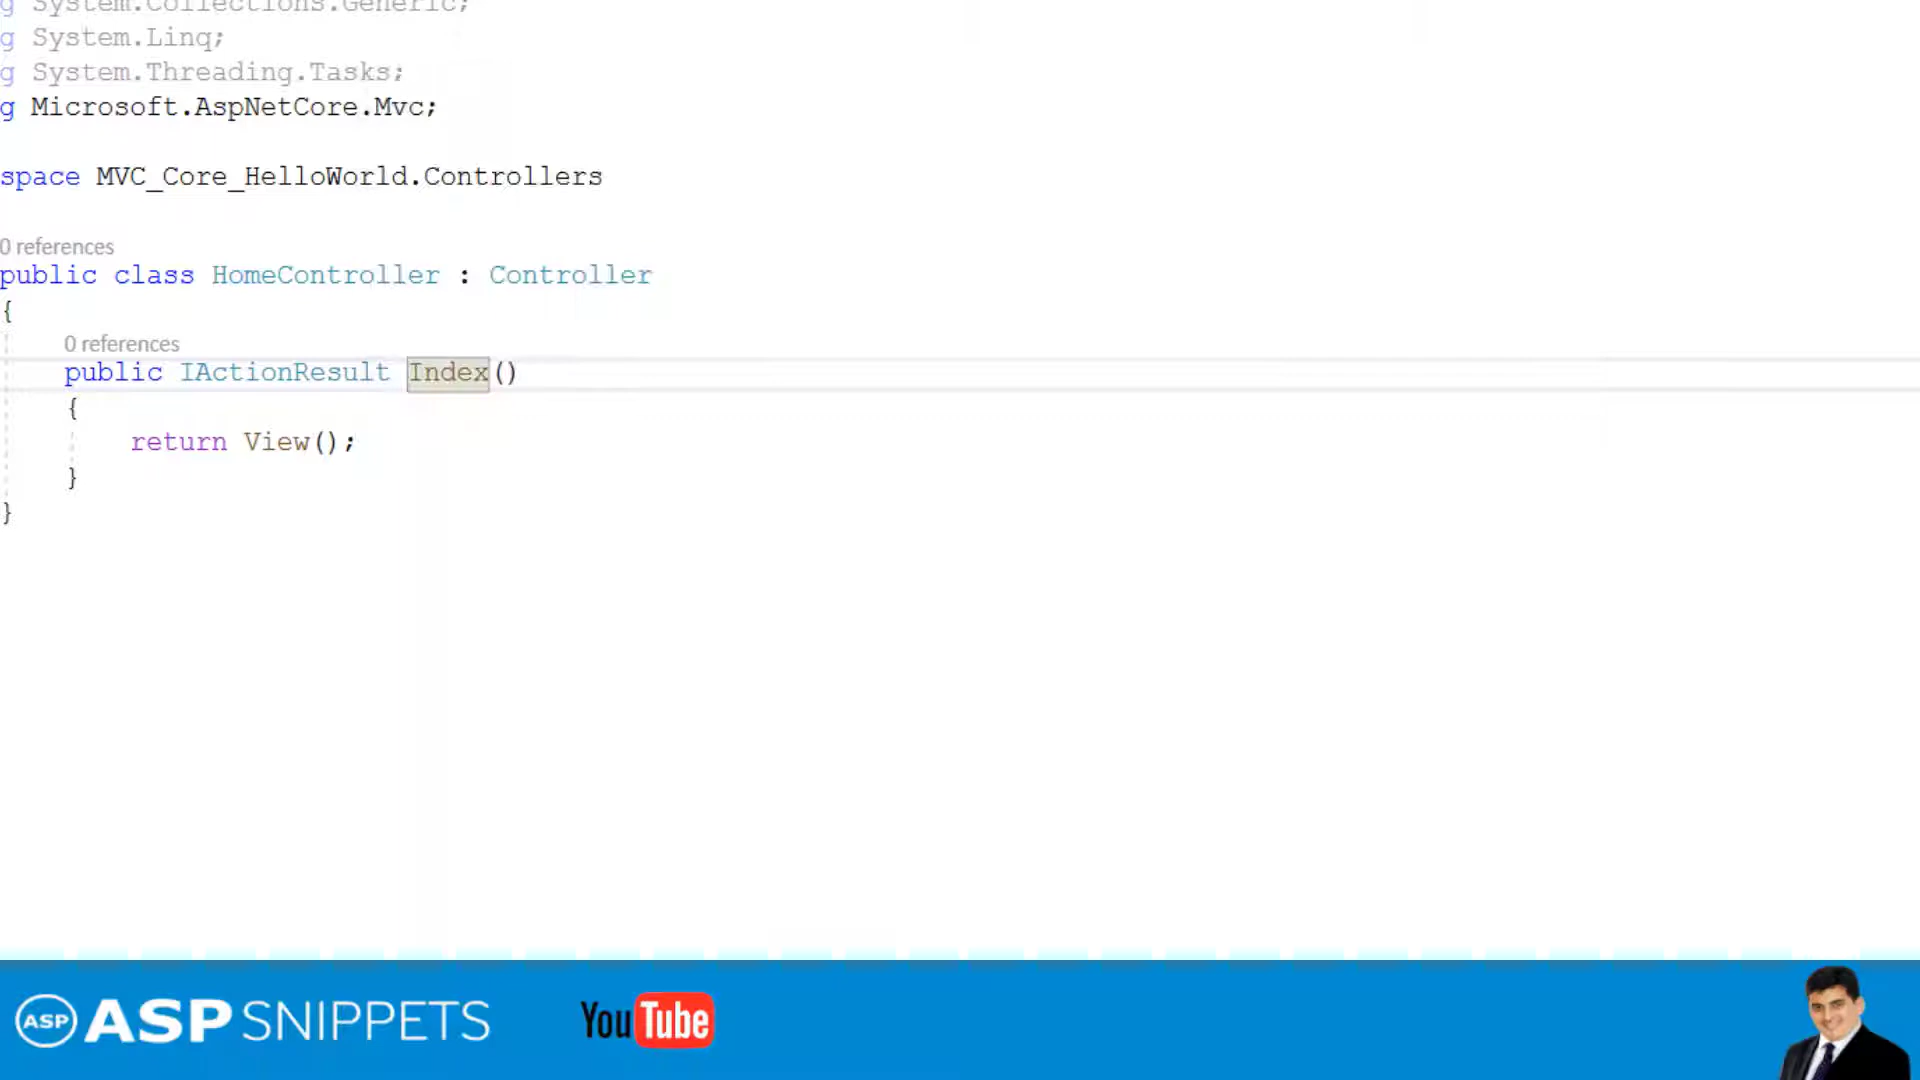 g System.Collections.Generic;
g System.Linq;
g System.Threading.Tasks;
g Microsoft.AspNetCore.Mvc;
space MVC_Core_HelloWorld.Controllers
0 references
public class HomeController : Controller
{
0 references
public IActionResult Index()
{
return View();
}
}
ASP ASPSNIPPETS YouTube